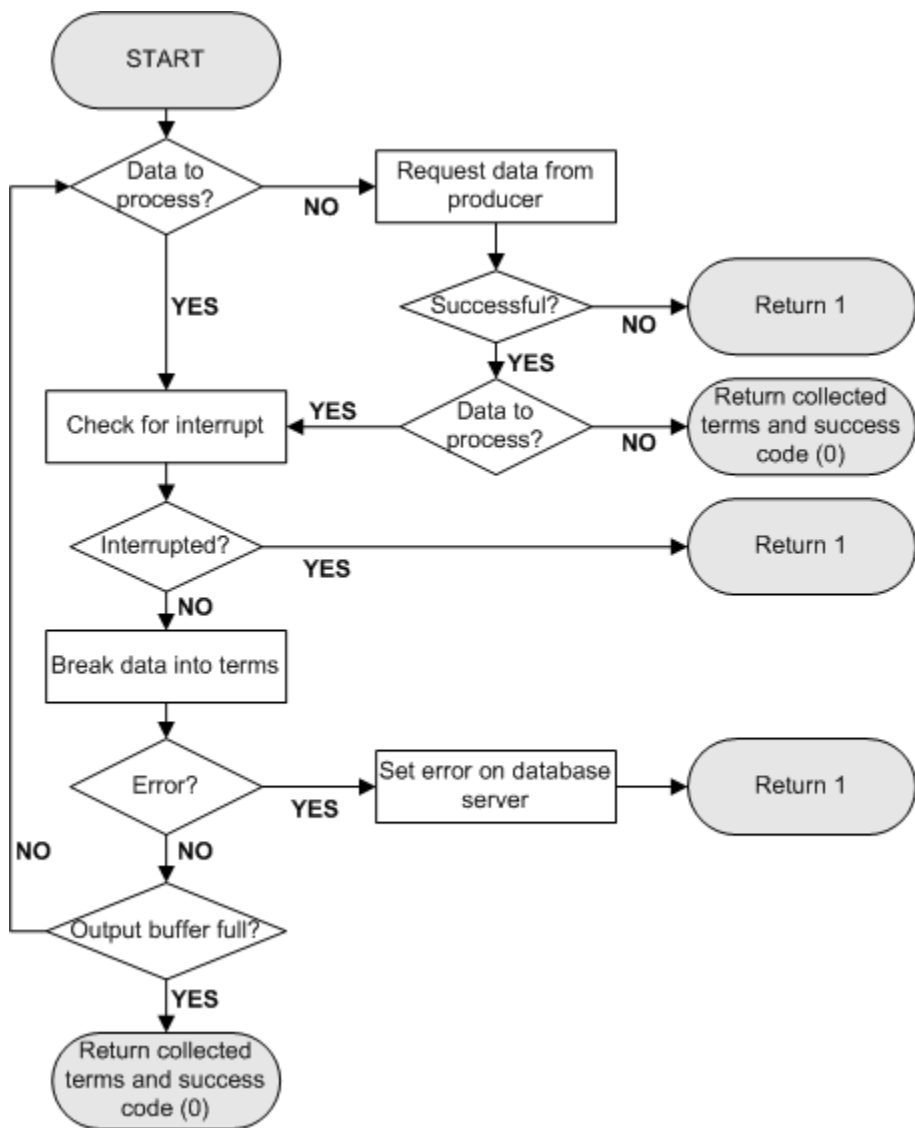 START
Data to
process?
NO
Request data from
producer
YES
Successful?
NO
Return 1
YES
Check for interrupt
YES
Data to
process?
NO
Return collected
terms and success
code (0)
Interrupted?
YES
Return 1
NO
Break data into terms
Error?
YES
Set error on database
server
Return 1
NO
NO
Output buffer full?
YES
Return collected
terms and success
code (0)